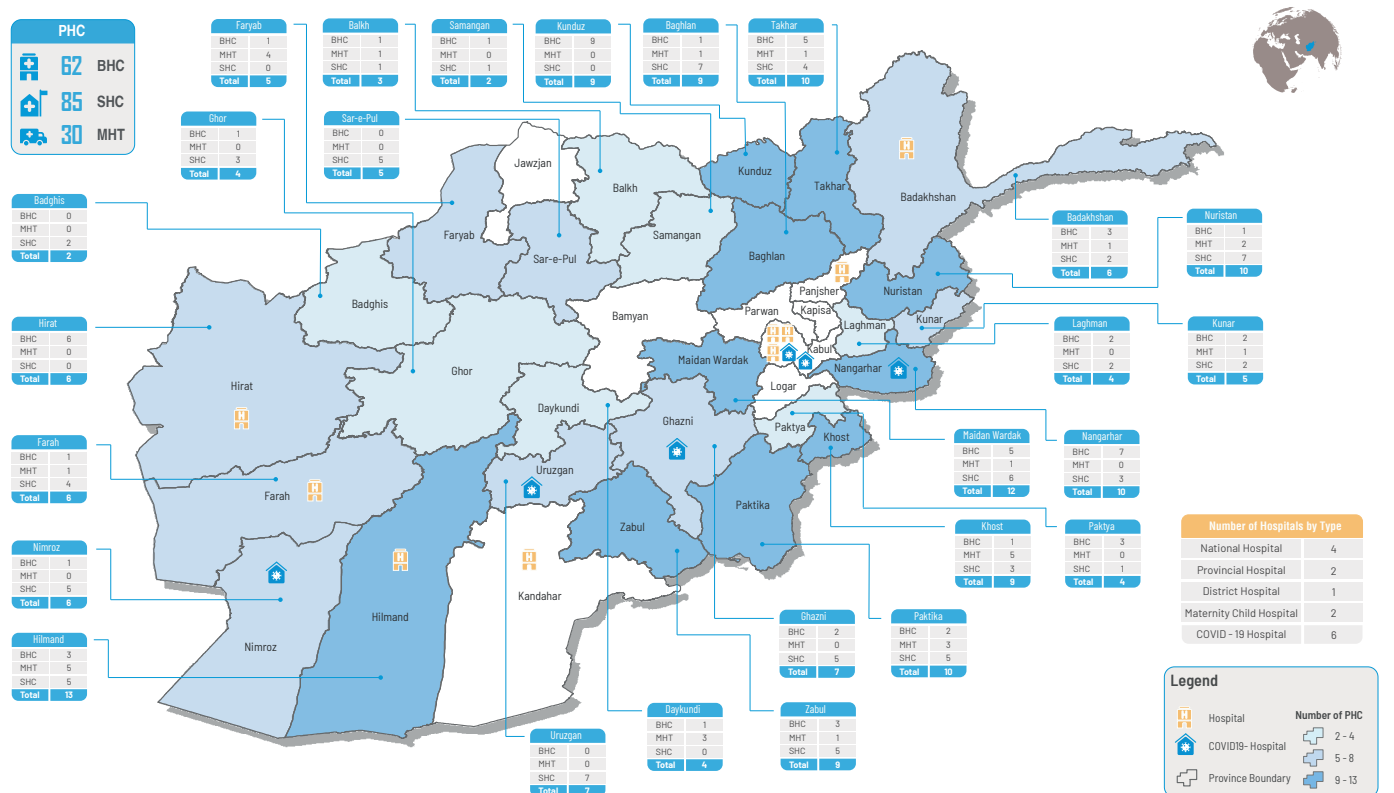 PHC
62 BHC
85 SHC
30 MHT
Faryab
BHC 1
MHT 4
SHC 0
Total 5
Balkh
BHC 1
MHT 1
SHC 1
Total 3
Samangan
BHC 1
MHT 0
SHC 1
Total 2
Kunduz
BHC 9
MHT 0
SHC 0
Total 9
Baghlan
BHC 1
MHT 1
SHC 7
Total 9
Takhar
BHC 5
MHT 1
SHC 4
Total 10
Ghor
BHC 1
MHT 0
SHC 3
Total 4
Sar-e-Pul
BHC 0
MHT 0
SHC 5
Total 5
Badghis
BHC 0
MHT 0
SHC 2
Total 2
Hirat
BHC 6
MHT 0
SHC 0
Total 6
Farah
BHC 1
MHT 1
SHC 4
Total 6
Nimroz
BHC 1
MHT 0
SHC 5
Total 6
Hilmand
BHC 3
MHT 5
SHC 5
Total 13
Jawzjan
Balkh
Kunduz
Takhar
Badakhshan
Faryab
Samangan
Sar-e-Pul
Baghlan
Badghis
Panjsher
Nuristan
Bamyan
Parwan
Kapisa
Laghman
Kunar
Kabul
Maidan Wardak
Nangarhar
Hirat
Ghor
Logar
Daykundi
Ghazni
Paktya
Khost
Farah
Uruzgan
Paktika
Zabul
Kandahar
Hilmand
Nimroz
Badakhshan
BHC 3
MHT 1
SHC 2
Total 6
Nuristan
BHC 1
MHT 2
SHC 7
Total 10
Laghman
BHC 2
MHT 0
SHC 2
Total 4
Kunar
BHC 2
MHT 1
SHC 2
Total 5
Maidan Wardak
BHC 5
MHT 1
SHC 6
Total 12
Nangarhar
BHC 7
MHT 0
SHC 3
Total 10
Khost
BHC 1
MHT 5
SHC 3
Total 9
Paktya
BHC 3
MHT 0
SHC 1
Total 4
Ghazni
BHC 2
MHT 0
SHC 5
Total 7
Paktika
BHC 2
MHT 3
SHC 5
Total 10
Daykundi
BHC 1
MHT 3
SHC 0
Total 4
Zabul
BHC 3
MHT 1
SHC 5
Total 9
Uruzgan
BHC 0
MHT 0
SHC 7
Total 7
Number of Hospitals by Type
National Hospital 4
Provincial Hospital 2
District Hospital 1
Maternity Child Hospital 2
COVID - 19 Hospital 6
Legend
Hospital
COVID19- Hospital
Province Boundary
Number of PHC
2 - 4
5 - 8
9 - 13